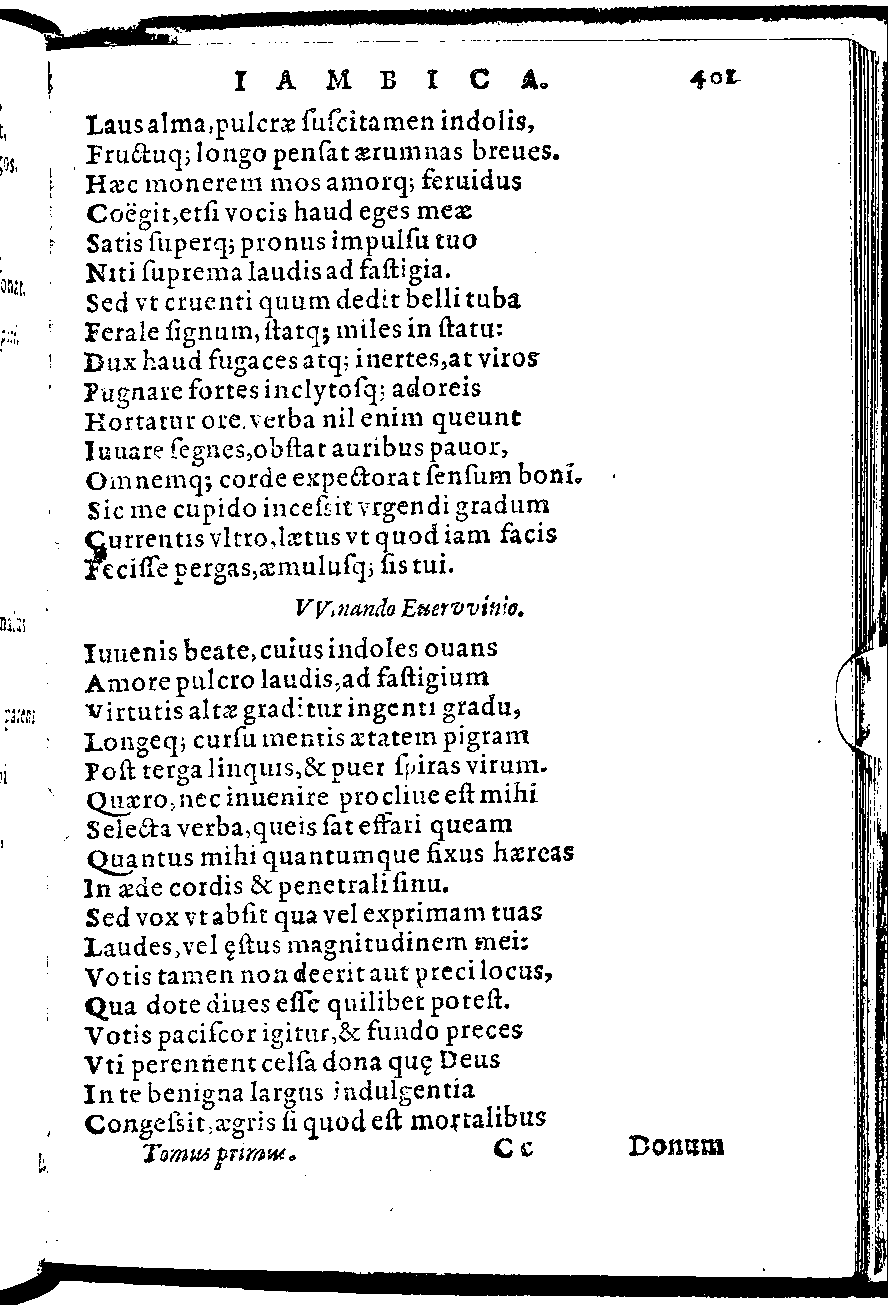 IAMBICA. 401
Laus alma, pulcræ ſuſcitamen indolis,
Fructuq; longo penſat ærumnas breues.
Hæc monerem mos amorq; feruidus
Coëgit, etſi vocis haud eges meæ
Satis ſuperq; pronus impulſu tuo
Niti ſuprema laudis ad faſtigia.
Sed vt cruenti quum dedit belli tuba
Ferale ſignum, ſtatq; miles in ſtatu:
Dux haud fugaces atq; inertes, at viros
Pugnare fortes inclytoſq; adoreis
Hortatur ore. verba nil enim queunt
Iuuare ſegnes, obſtat auribus pauor,
Omnemq; corde expectorat ſenſum boni.
Sic me cupido inceſsit vrgendi gradum
Currentis vltro, lætus vt quod iam facis
Feciſſe pergas, æmuluſq; ſis tui.
VV.nando Euervvinio.
Iuuenis beate, cuius indoles ouans
Amore pulcro laudis, ad faſtigium
Virtutis altæ graditur ingenti gradu,
Longeq; curſu mentis ætatem pigram
Poſt terga linquis, & puer ſpiras virum.
Quæro, nec inuenire procliue eſt mihi
Selecta verba, queis ſat effari queam
Quantus mihi quantumque fixus hæreas
In æde cordis & penetrali ſinu.
Sed vox vt abſit qua vel exprimam tuas
Laudes, vel ęſtus magnitudinem mei:
Votis tamen non deerit aut preci locus,
Qua dote diues eſſe quilibet poteſt.
Votis paciſcor igitur, & fundo preces
Vti perennent celſa dona quę Deus
In te benigna largus indulgentia
Congeſsit, ægris ſi quod eſt mortalibus
Tomus primus. Cc Donum